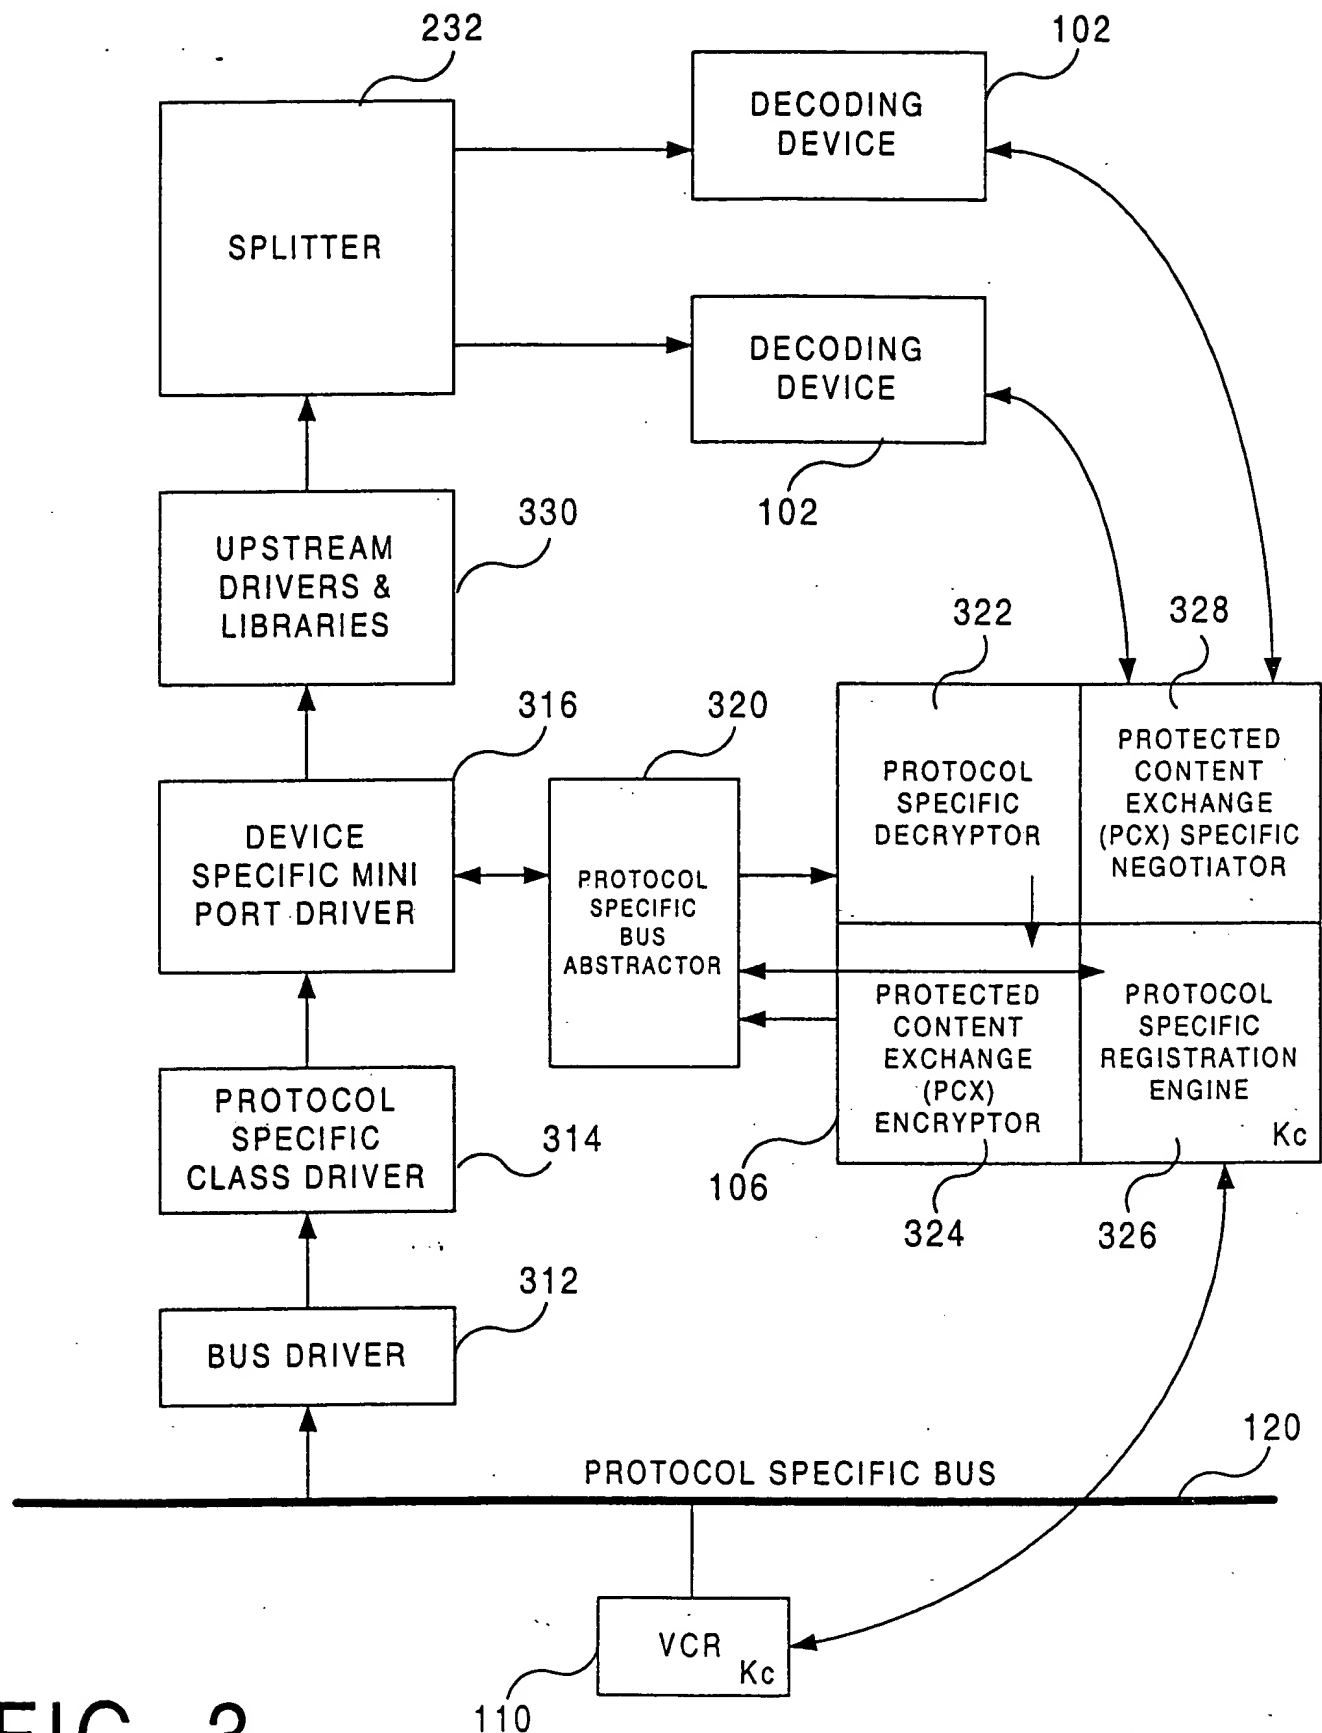 232
102
DECODING
DEVICE
SPLITTER
DECODING
DEVICE
102
330
UPSTREAM
DRIVERS &
LIBRARIES
322
328
316
320
PROTOCOL
SPECIFIC
DECRYPTOR
PROTECTED
CONTENT
EXCHANGE
(PCX) SPECIFIC
NEGOTIATOR
DEVICE
SPECIFIC MINI
PORT DRIVER
PROTOCOL
SPECIFIC
BUS
ABSTRACTOR
PROTECTED
CONTENT
EXCHANGE
(PCX)
ENCRYPTOR
PROTOCOL
SPECIFIC
REGISTRATION
ENGINE
Kc
PROTOCOL
SPECIFIC
CLASS DRIVER
314
106
324
326
312
BUS DRIVER
120
PROTOCOL SPECIFIC BUS
VCR
Kc
110